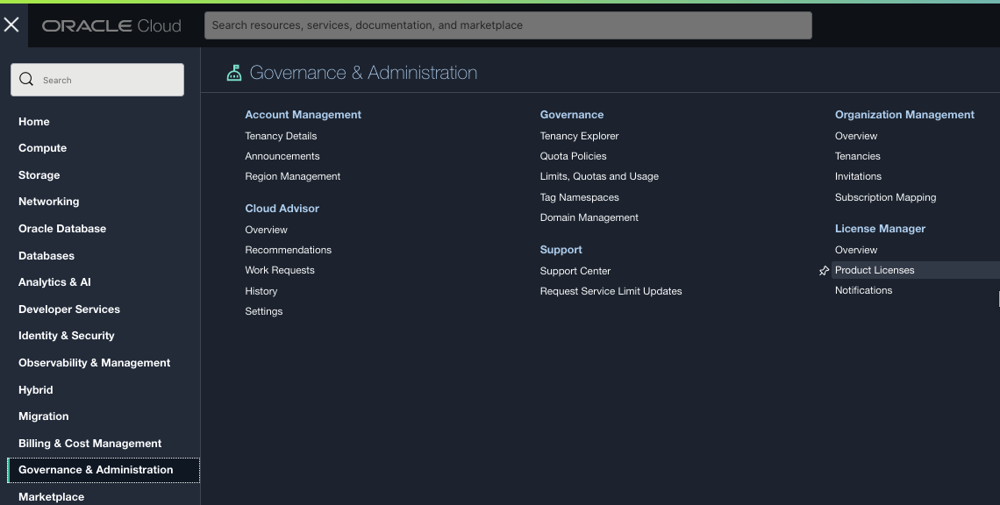 ORACLE Cloud
Search resources, services, documentation, and marketplace
Search
Home
Compute
Storage
Networking
Oracle Database
Databases
Analytics & AI
Developer Services
Identity & Security
Observability & Management
Hybrid
Migration
Billing & Cost Management
Governance & Administration
Marketplace
Governance & Administration
Account Management
Tenancy Details
Announcements
Region Management
Cloud Advisor
Overview
Recommendations
Work Requests
History
Settings
Governance
Tenancy Explorer
Quota Policies
Limits, Quotas and Usage
Tag Namespaces
Domain Management
Support
Support Center
Request Service Limit Updates
Organization Management
Overview
Tenancies
Invitations
Subscription Mapping
License Manager
Overview
Product Licenses
Notifications